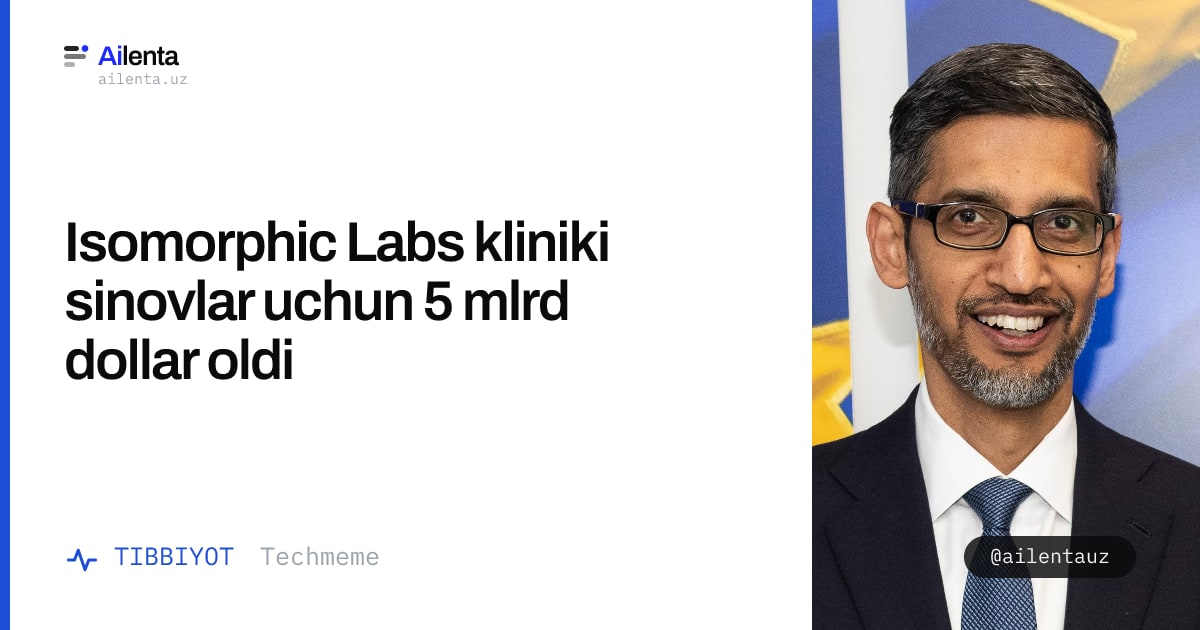 Ailenta
ailenta.uz
Isomorphic Labs kliniki
sinovlar uchun 5 mlrd
dollar oldi
TIBBIYOT Techmeme
@ailentauz